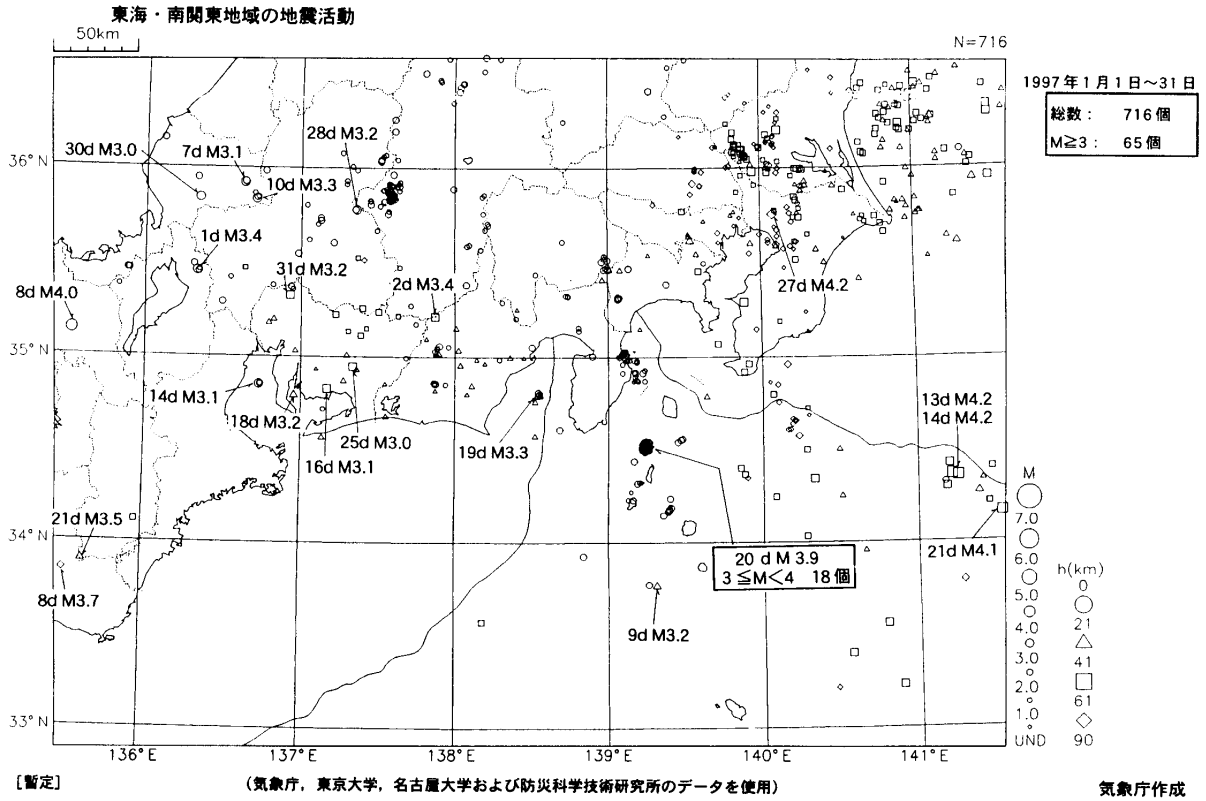 東海・南関東地域の地震活動
50km
N=716
1997年1月1日～31日
総数： 716個
M≧3： 65個
28d M3.2
30d M3.0
7d M3.1
36°N
10d M3.3
1d M3.4
31d M3.2
2d M3.4
8d M4.0
27d M4.2
35°N
14d M3.1
18d M3.2
25d M3.0
16d M3.1
19d M3.3
13d M4.2
14d M4.2
21d M3.5
34°N
8d M3.7
20 d M 3.9
3≦M＜4 18個
21d M4.1
9d M3.2
33°N
M
7.0
6.0
5.0
4.0
3.0
2.0
1.0
UND
h(km)
0
21
41
61
90
136°E
137°E
138°E
139°E
140°E
141°E
［暫定］
（気象庁，東京大学，名古屋大学および防災科学技術研究所のデータを使用）
気象庁作成